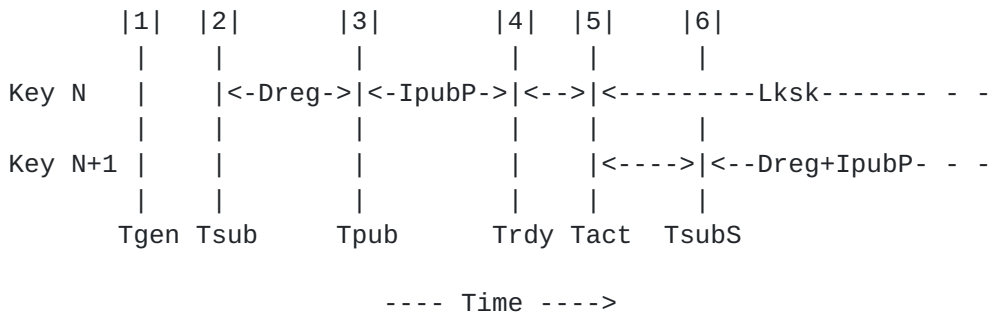 |1| |2| |3| |4| |5| |6|
| | | | | |
Key N | |<-Dreg->|<-IpubP->|<-->|<---------Lksk------- - -
| | | | | |
Key N+1 | | | | |<---->|<--Dreg+IpubP- - -
| | | | | |
Tgen Tsub Tpub Trdy Tact TsubS
---- Time ---->